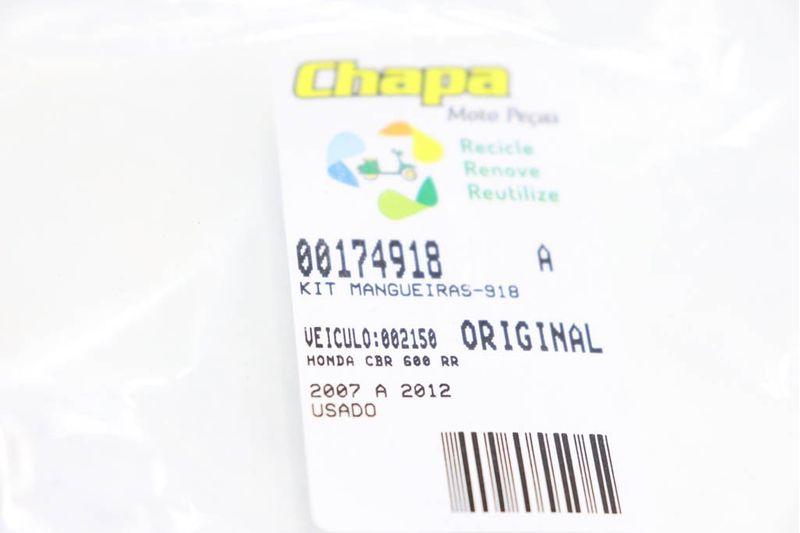 Chapa
Moto Peças
Recicle
Renove
Reutilize
00174918 A
KIT MANGUEIRAS-918
VEICULO:002150 ORIGINAL
HONDA CBR 600 RR
2007 A 2012
USADO